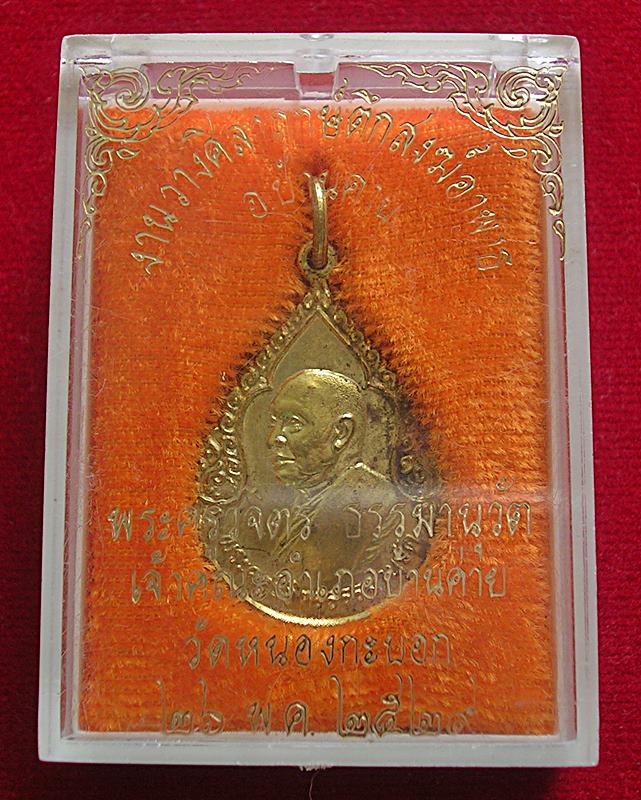 งานวางศิลาฤกษ์ตึกสงฆ์อาพาธ
อ.บ้านค่าย
พระครูวิจิตร ธรรมานุวัต
เจ้าคณะอำเภอบ้านค่าย
วัดหนองกะบอก
๒๖ พ.ค. ๒๕๒๙